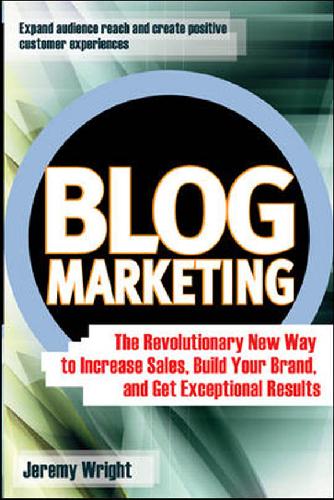 Expand audience reach and create positive
customer experiences
BLOG
MARKETING
The Revolutionary New Way
to Increase Sales, Build Your Brand,
and Get Exceptional Results
Jeremy Wright